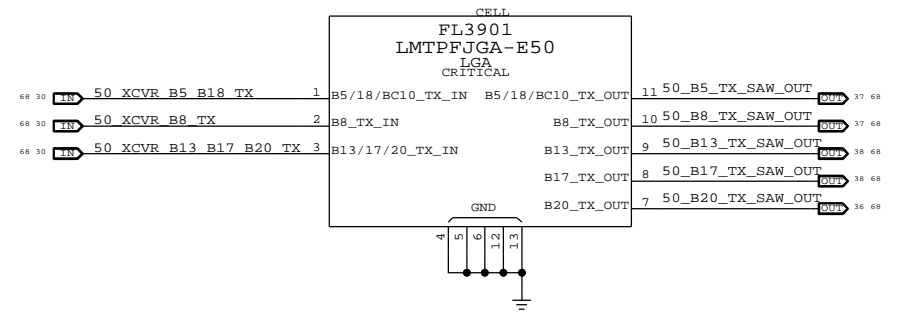 CELL
FL3901
LMTPFJGA-E50
LGA
CRITICAL
68 30 IN 50_XCVR_B5_B18_TX 1 B5/18/BC10_TX_IN B5/18/BC10_TX_OUT 11 50_B5_TX_SAW_OUT OUT 37 68
68 30 IN 50_XCVR_B8_TX 2 B8_TX_IN B8_TX_OUT 10 50_B8_TX_SAW_OUT OUT 37 68
68 30 IN 50_XCVR_B13_B17_B20_TX 3 B13/17/20_TX_IN B13_TX_OUT 9 50_B13_TX_SAW_OUT OUT 38 68
B17_TX_OUT 8 50_B17_TX_SAW_OUT OUT 38 68
B20_TX_OUT 7 50_B20_TX_SAW_OUT OUT 36 68
GND
4 5 6 12 13